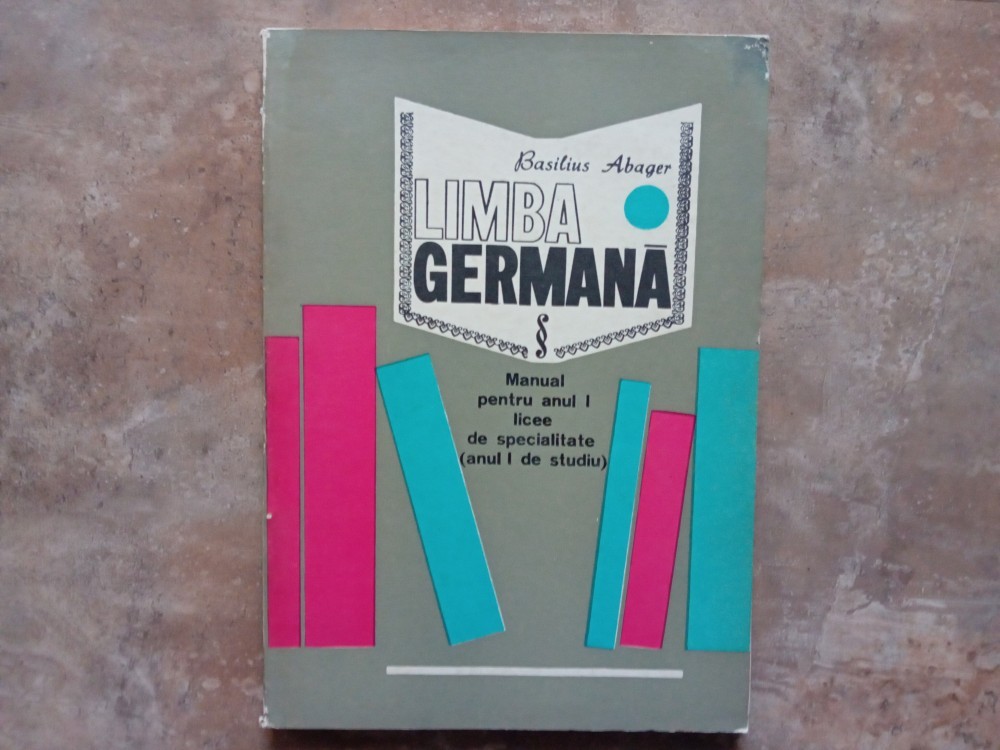 Basilius Abager
LIMBA
GERMANĂ
§
Manual
pentru anul I
licee
de specialitate
(anul I de studiu)